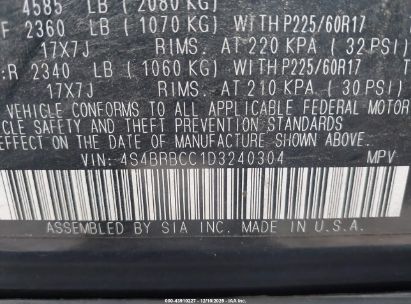 4585 LB (2080 KG)
F 2360 LB (1070 KG) WITH P225/60R17
17X7J RIMS. AT 220 KPA (32 PSI)
:R 2340 LB (1060 KG) WITH P225/60R17
17X7J RIMS. AT 210 KPA (30 PSI)
VEHICLE CONFORMS TO ALL APPLICABLE FEDERAL MOTOR
VEHICLE SAFETY AND THEFT PREVENTION STANDARDS
EFFECT ON THE DATE OF MANUFACTURE SHOWN ABOVE.
VIN: 4S4BRBCC1D3240304 MPV
ASSEMBLED BY SIA INC. MADE IN U.S.A.